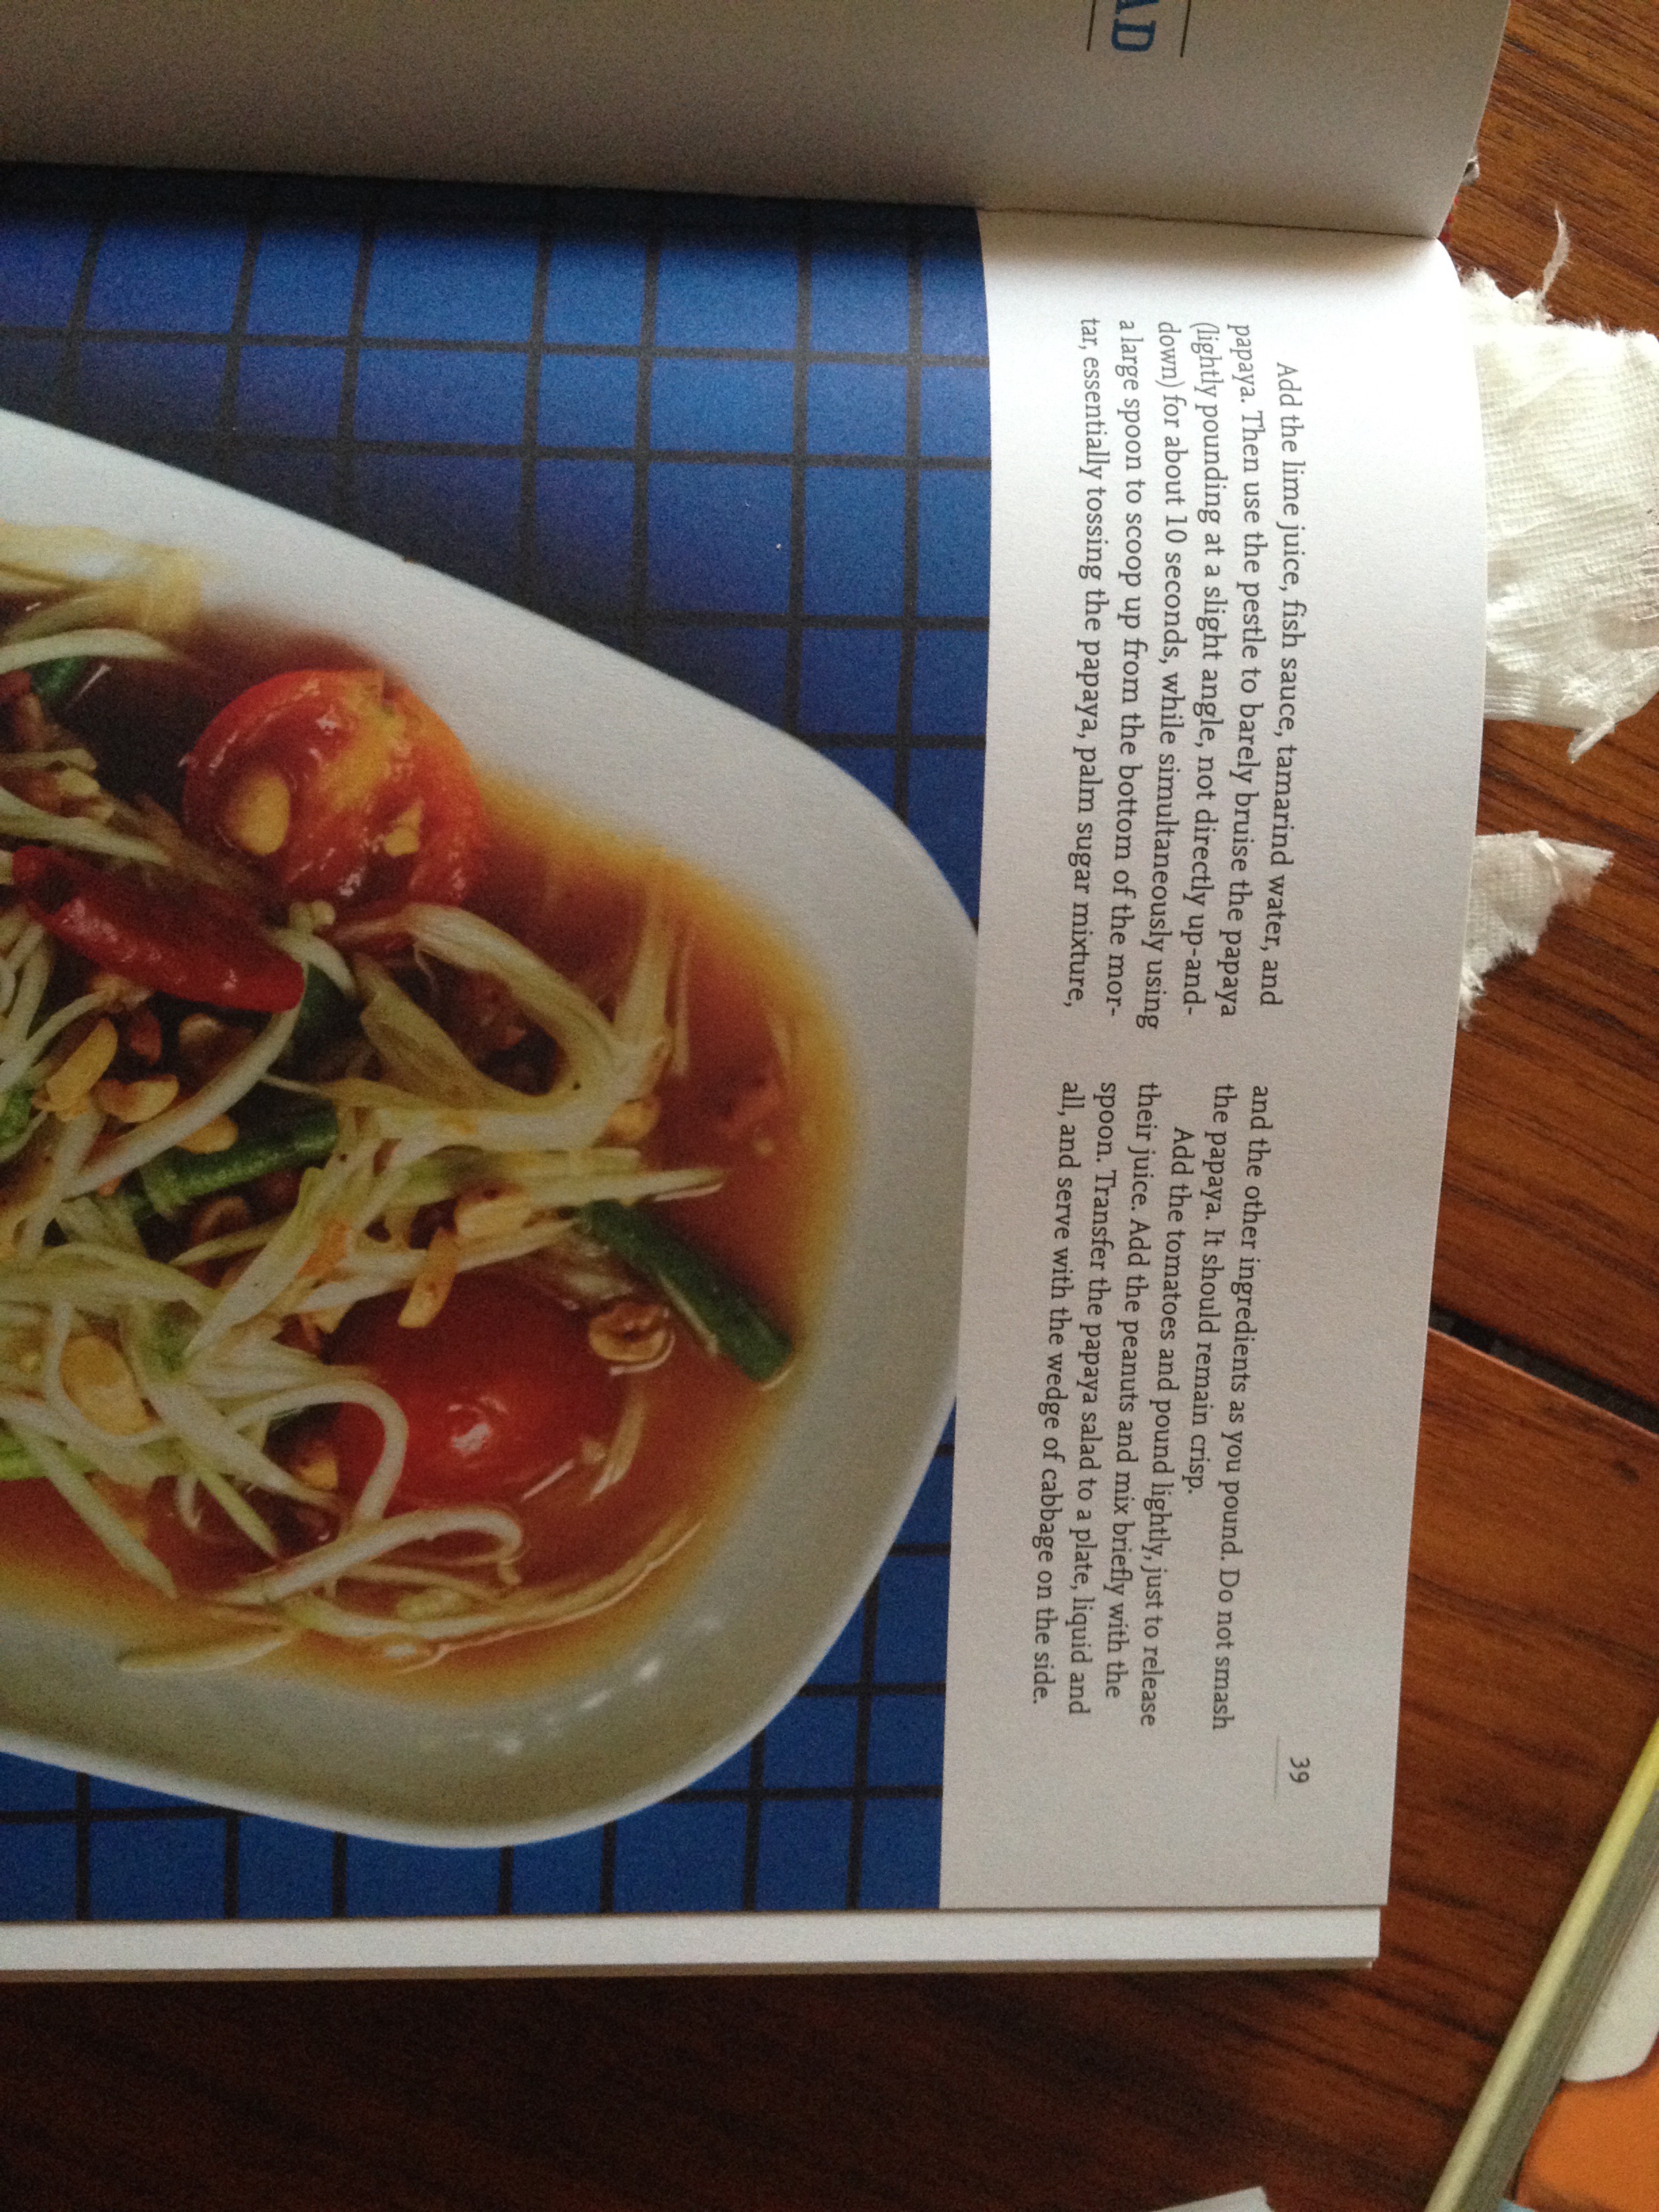 AD
Add the lime juice, fish sauce, tamarind water, and
papaya. Then use the pestle to barely bruise the papaya
(lightly pounding at a slight angle, not directly up-and-
down) for about 10 seconds, while simultaneously using
a large spoon to scoop up from the bottom of the mor-
tar, essentially tossing the papaya, palm sugar mixture,
and the other ingredients as you pound. Do not smash
the papaya. It should remain crisp.
Add the tomatoes and pound lightly, just to release
their juice. Add the peanuts and mix briefly with the
spoon. Transfer the papaya salad to a plate, liquid and
all, and serve with the wedge of cabbage on the side.
39